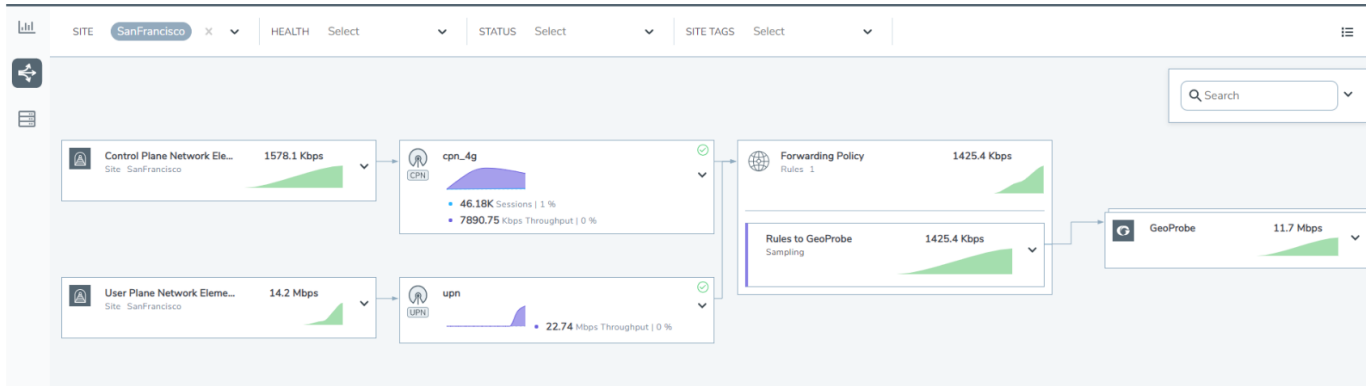 SITE SanFrancisco × HEALTH Select STATUS Select SITE TAGS Select
Search
Control Plane Network Ele... 1578.1 Kbps
Site SanFrancisco
cpn_4g
CPN
46.18K Sessions | 1 %
7890.75 Kbps Throughput | 0 %
Forwarding Policy 1425.4 Kbps
Rules 1
Rules to GeoProbe 1425.4 Kbps
Sampling
GeoProbe 11.7 Mbps
User Plane Network Eleme... 14.2 Mbps
Site SanFrancisco
upn
UPN
22.74 Mbps Throughput | 0 %